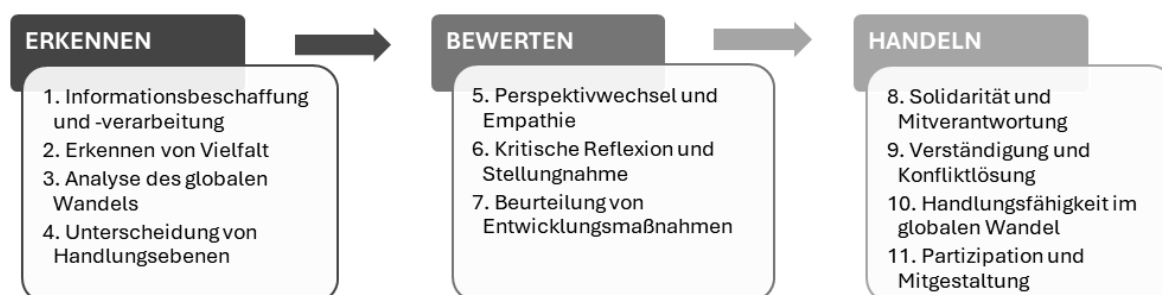 ERKENNEN
1. Informationsbeschaffung
und -verarbeitung
2. Erkennen von Vielfalt
3. Analyse des globalen
Wandels
4. Unterscheidung von
Handlungsebenen
BEWERTEN
5. Perspektivwechsel und
Empathie
6. Kritische Reflexion und
Stellungnahme
7. Beurteilung von
Entwicklungsmaßnahmen
HANDELN
8. Solidarität und
Mitverantwortung
9. Verständigung und
Konfliktlösung
10. Handlungsfähigkeit im
globalen Wandel
11. Partizipation und
Mitgestaltung